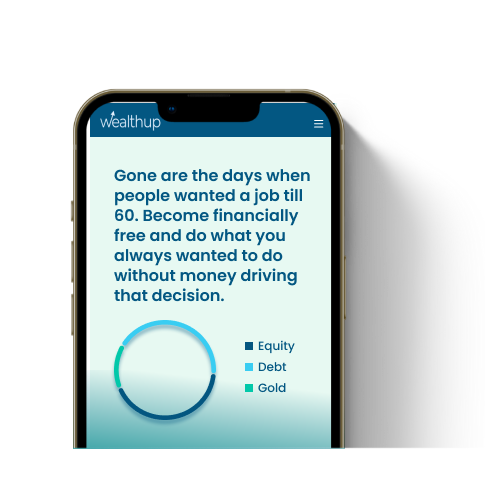 wealthup
Gone are the days when
people wanted a job till
60. Become financially
free and do what you
always wanted to do
without money driving
that decision.
Equity
Debt
Gold